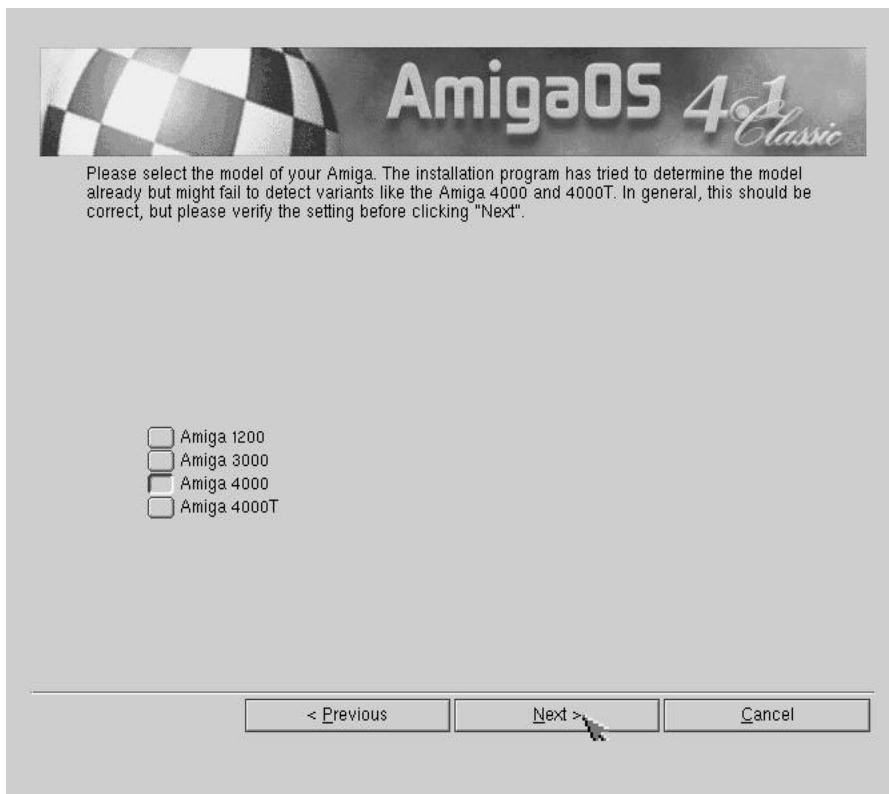 AmigaOS 4.1
Classic
Please select the model of your Amiga. The installation program has tried to determine the model
already but might fail to detect variants like the Amiga 4000 and 4000T. In general, this should be
correct, but please verify the setting before clicking "Next".
Amiga 1200
Amiga 3000
Amiga 4000
Amiga 4000T
< Previous
Next >
Cancel